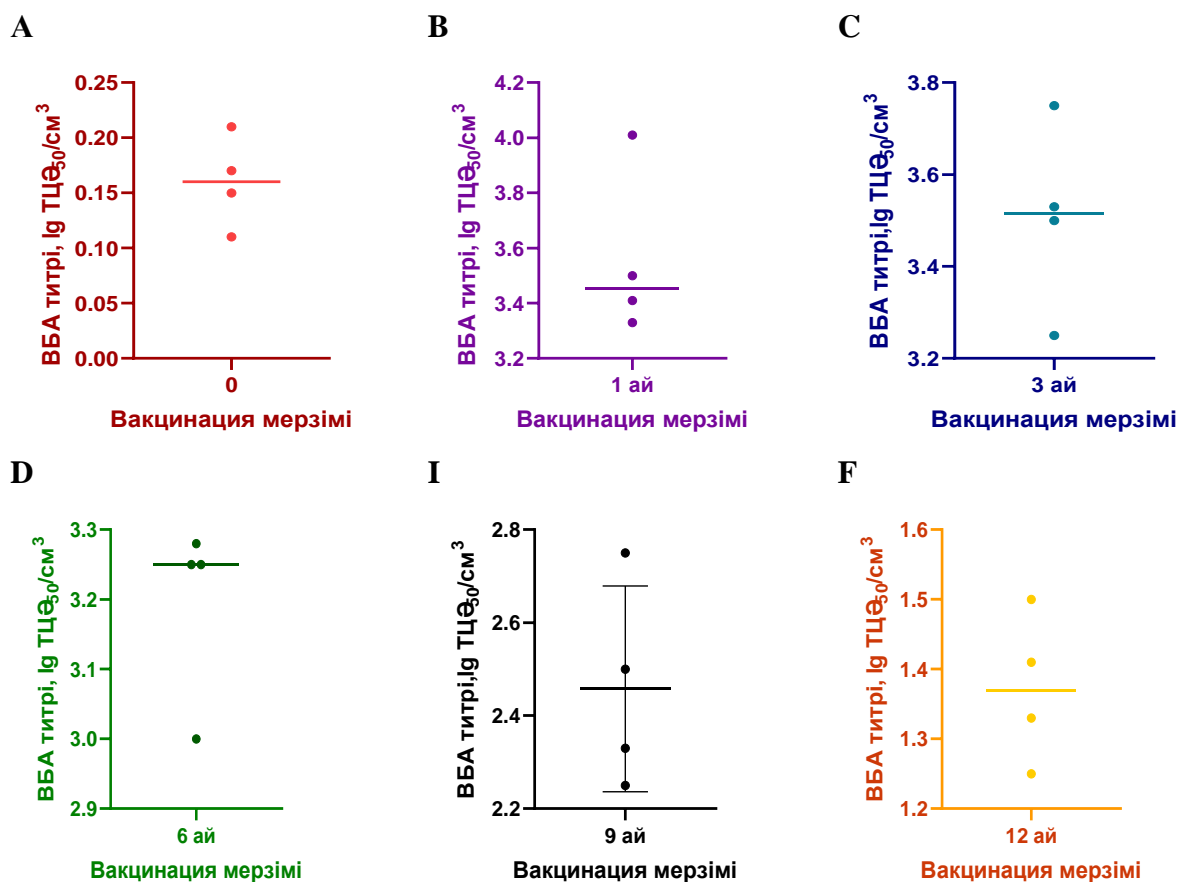 A
ВБА титрі, lg ТЦӘ50/см3
0.25
0.20
0.15
0.10
0.05
0.00
0
Вакцинация мерзімі
B
ВБА титрі, lg ТЦӘ50/см3
4.2
4.0
3.8
3.6
3.4
3.2
1 ай
Вакцинация мерзімі
C
ВБА титрі,lg ТЦӘ50/см3
3.8
3.6
3.4
3.2
3 ай
Вакцинация мерзімі
D
ВБА титрі, lg ТЦӘ50/см3
3.3
3.2
3.1
3.0
2.9
6 ай
Вакцинация мерзімі
I
ВБА титрі,lg ТЦӘ50/см3
2.8
2.6
2.4
2.2
9 ай
Вакцинация мерзімі
F
ВБА титрі, lg ТЦӘ50/см3
1.6
1.5
1.4
1.3
1.2
12 ай
Вакцинация мерзімі